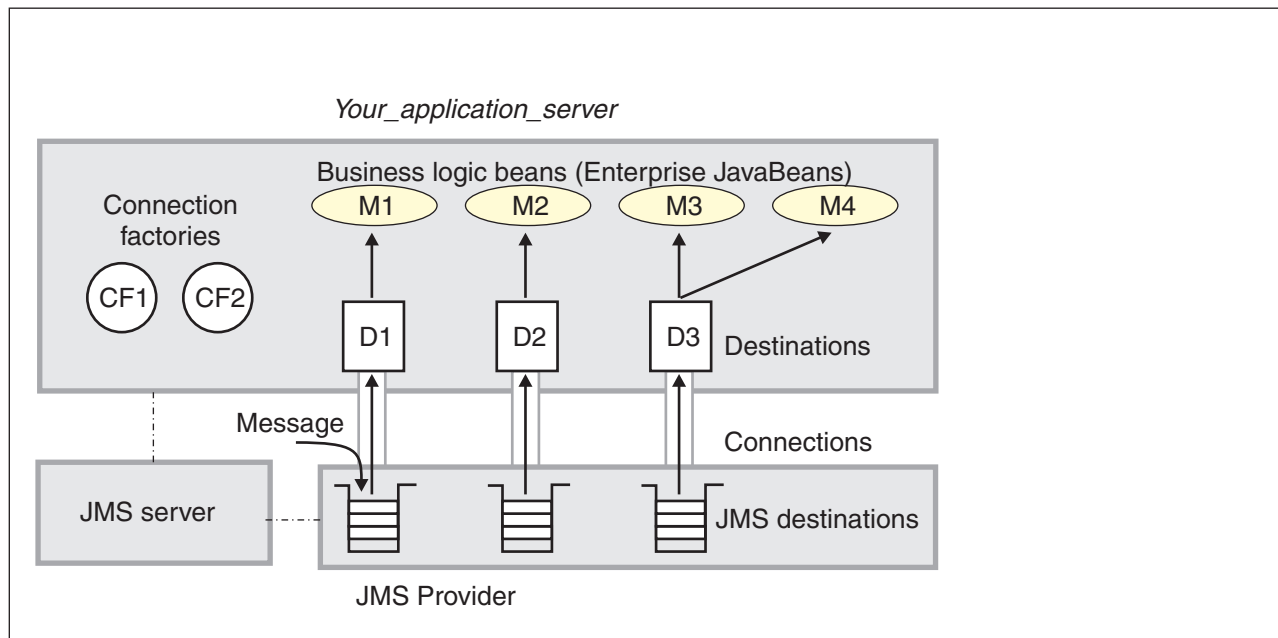 Your_application_server
Business logic beans (Enterprise JavaBeans)
M1 M2 M3 M4
Connection
factories
CF1 CF2
D1 D2 D3
Destinations
Message
Connections
JMS server
JMS destinations
JMS Provider